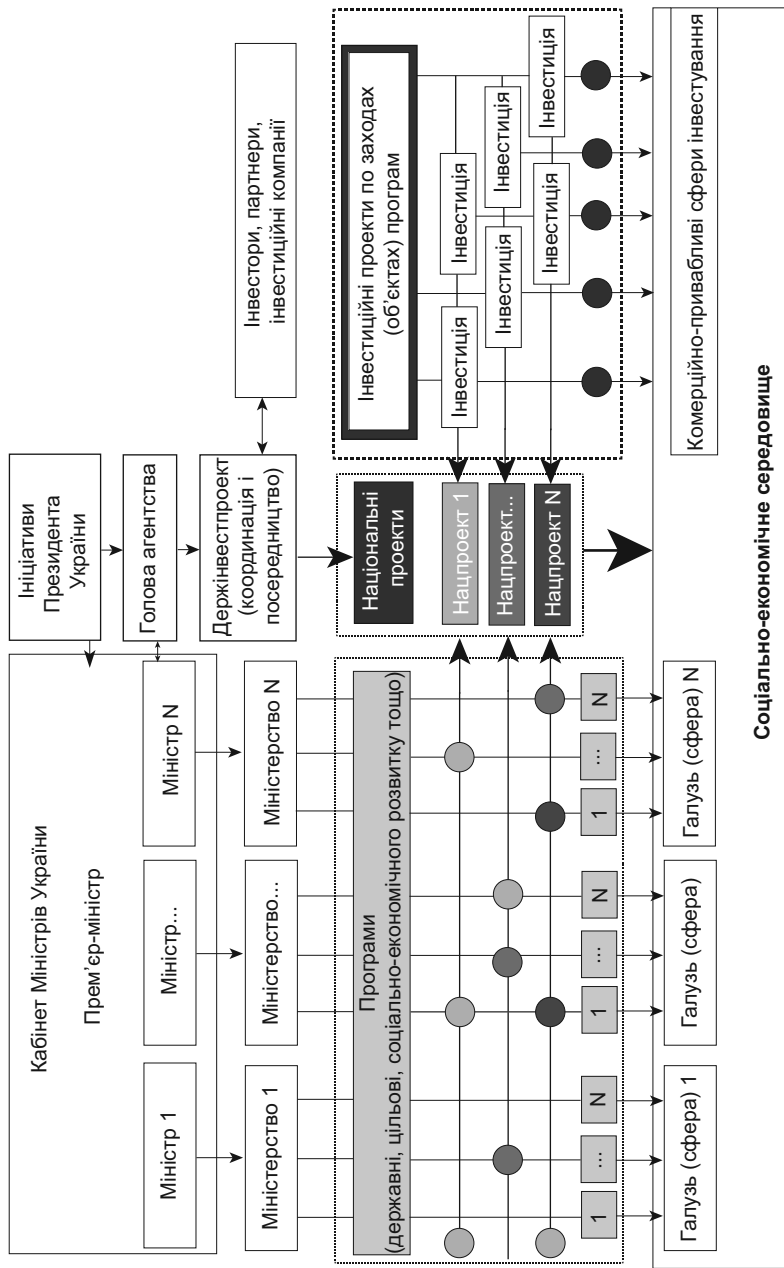 Кабінет Міністрів України
Прем’єр-міністр
Міністр 1
Міністр...
Міністр N
Ініціативи
Президента
України
Голова агентства
Міністерство 1
Міністерство...
Міністерство N
Держінвестпроект
(координація і
посередництво)
Інвестори, партнери,
інвестиційні компанії
Програми
(державні, цільові, соціально-економічного розвитку тощо)
Національні
проекти
Інвестиційні проекти по заходах
(об’єктах) програм
Нацпроект 1
Нацпроект...
Нацпроект N
Інвестиція
Інвестиція
Інвестиція
Інвестиція
Інвестиція
Інвестиція
1
...
N
1
...
N
1
...
N
Галузь (сфера) 1
Галузь (сфера)
Галузь (сфера) N
Комерційно-привабливі сфери інвестування
Соціально-економічне середовище